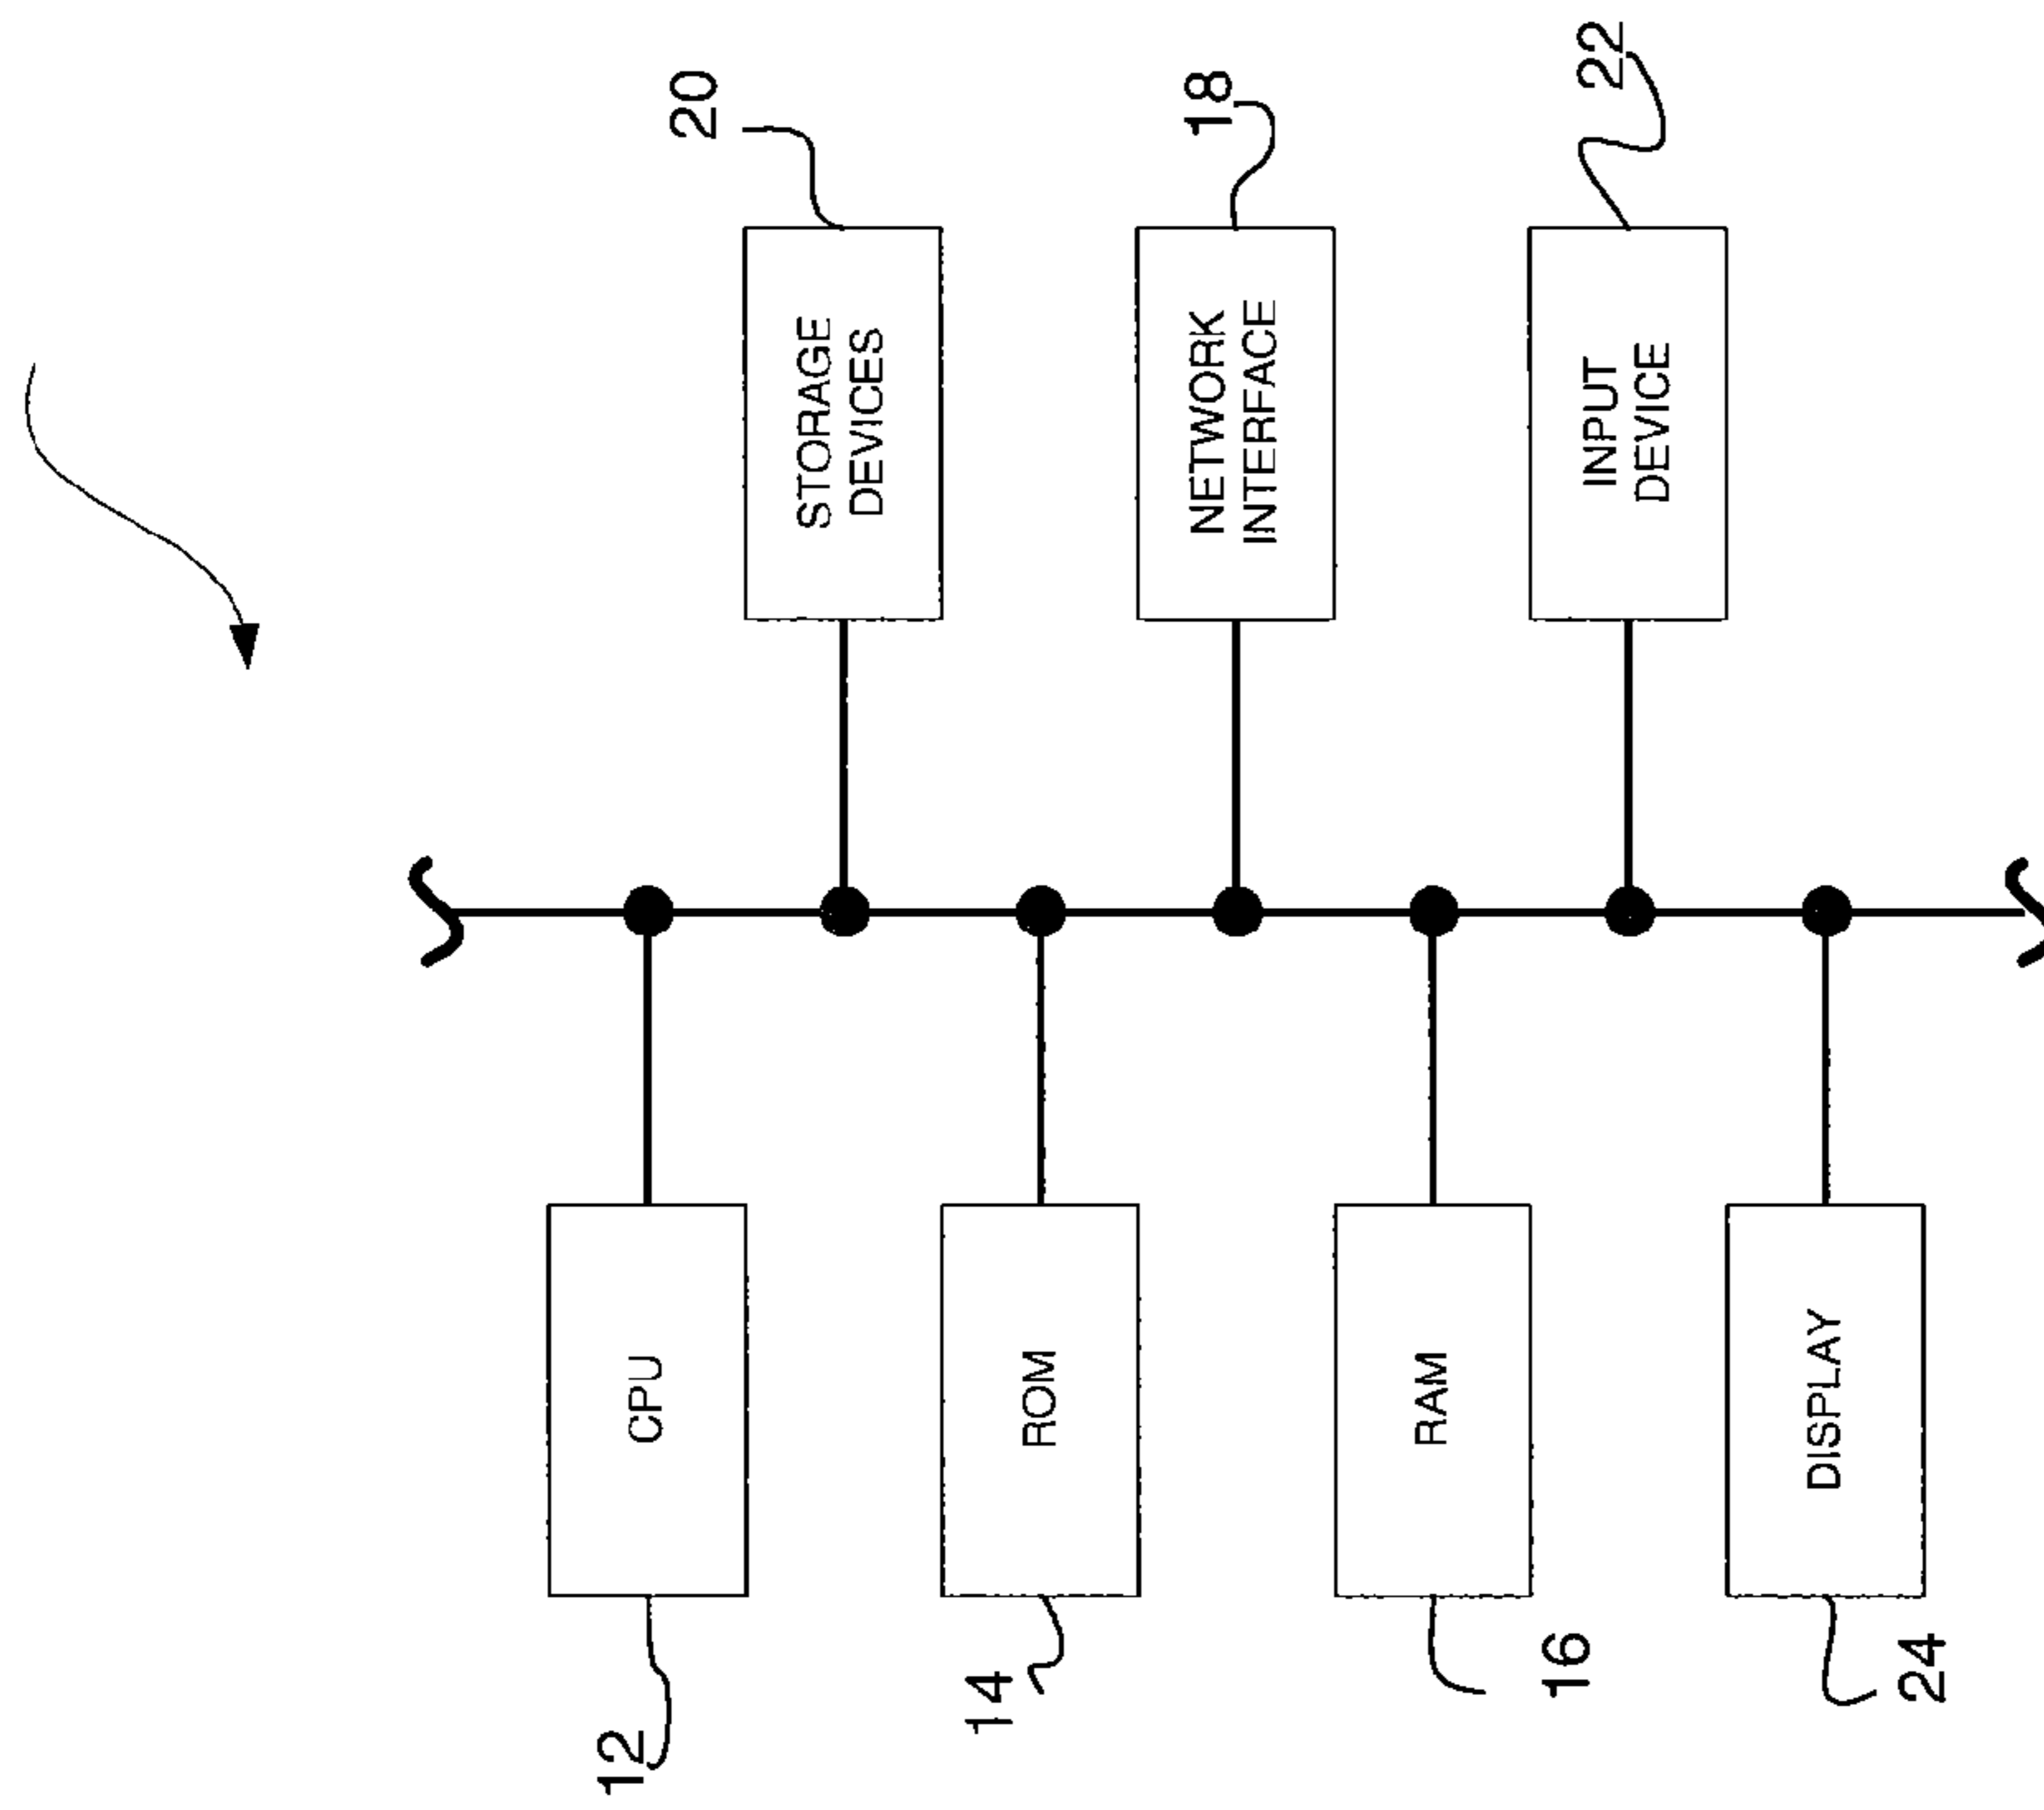 12
CPU
20
STORAGE
DEVICES
14
ROM
18
NETWORK
INTERFACE
16
RAM
22
INPUT
DEVICE
24
DISPLAY